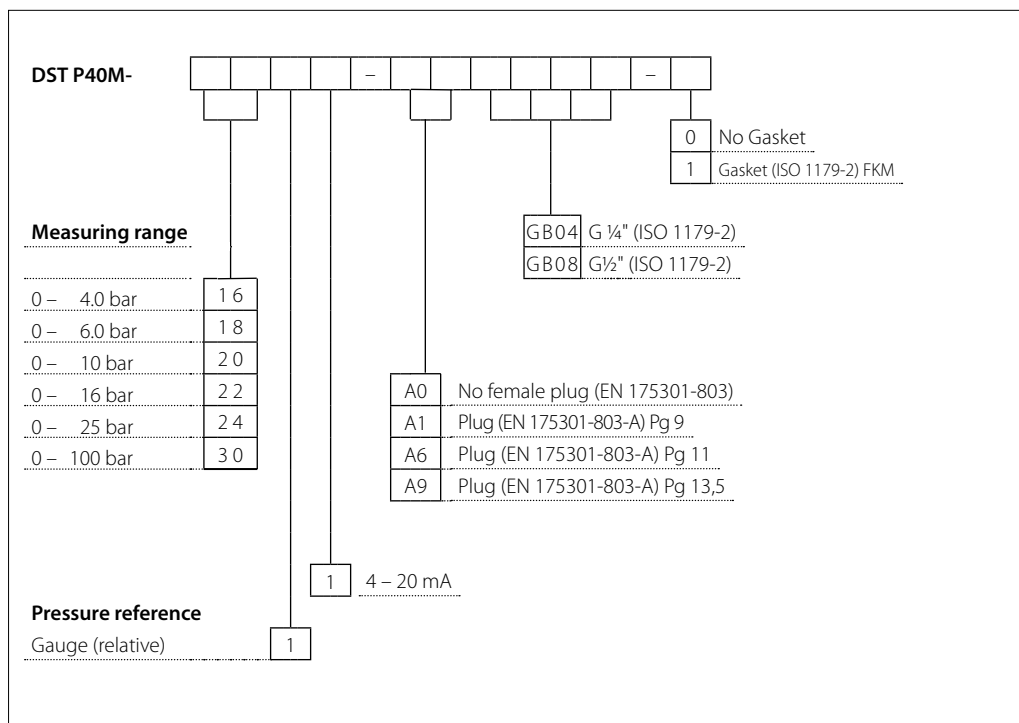 DST P40M-
– –
0 No Gasket
1 Gasket (ISO 1179-2) FKM
Measuring range
GB04 G ¼" (ISO 1179-2)
GB08 G½" (ISO 1179-2)
0 – 4.0 bar 16
0 – 6.0 bar 18
0 – 10 bar 20
0 – 16 bar 22
0 – 25 bar 24
0 – 100 bar 30
A0 No female plug (EN 175301-803)
A1 Plug (EN 175301-803-A) Pg 9
A6 Plug (EN 175301-803-A) Pg 11
A9 Plug (EN 175301-803-A) Pg 13,5
1 4 – 20 mA
Pressure reference
Gauge (relative) 1